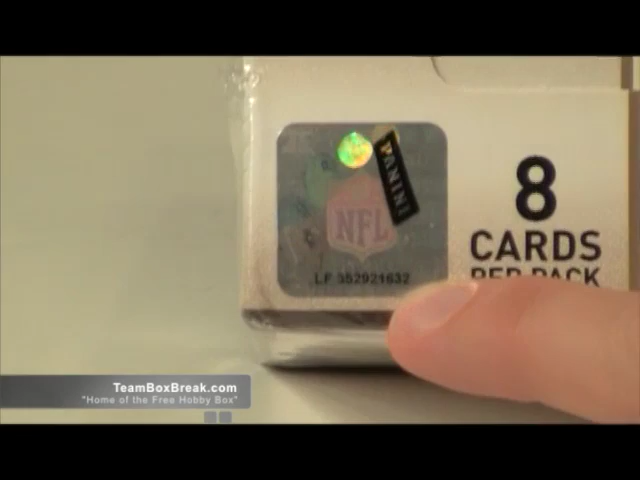 PANINI
NFL
LF 352921632
8
CARDS
PER PACK
TeamBoxBreak.com
"Home of the Free Hobby Box"